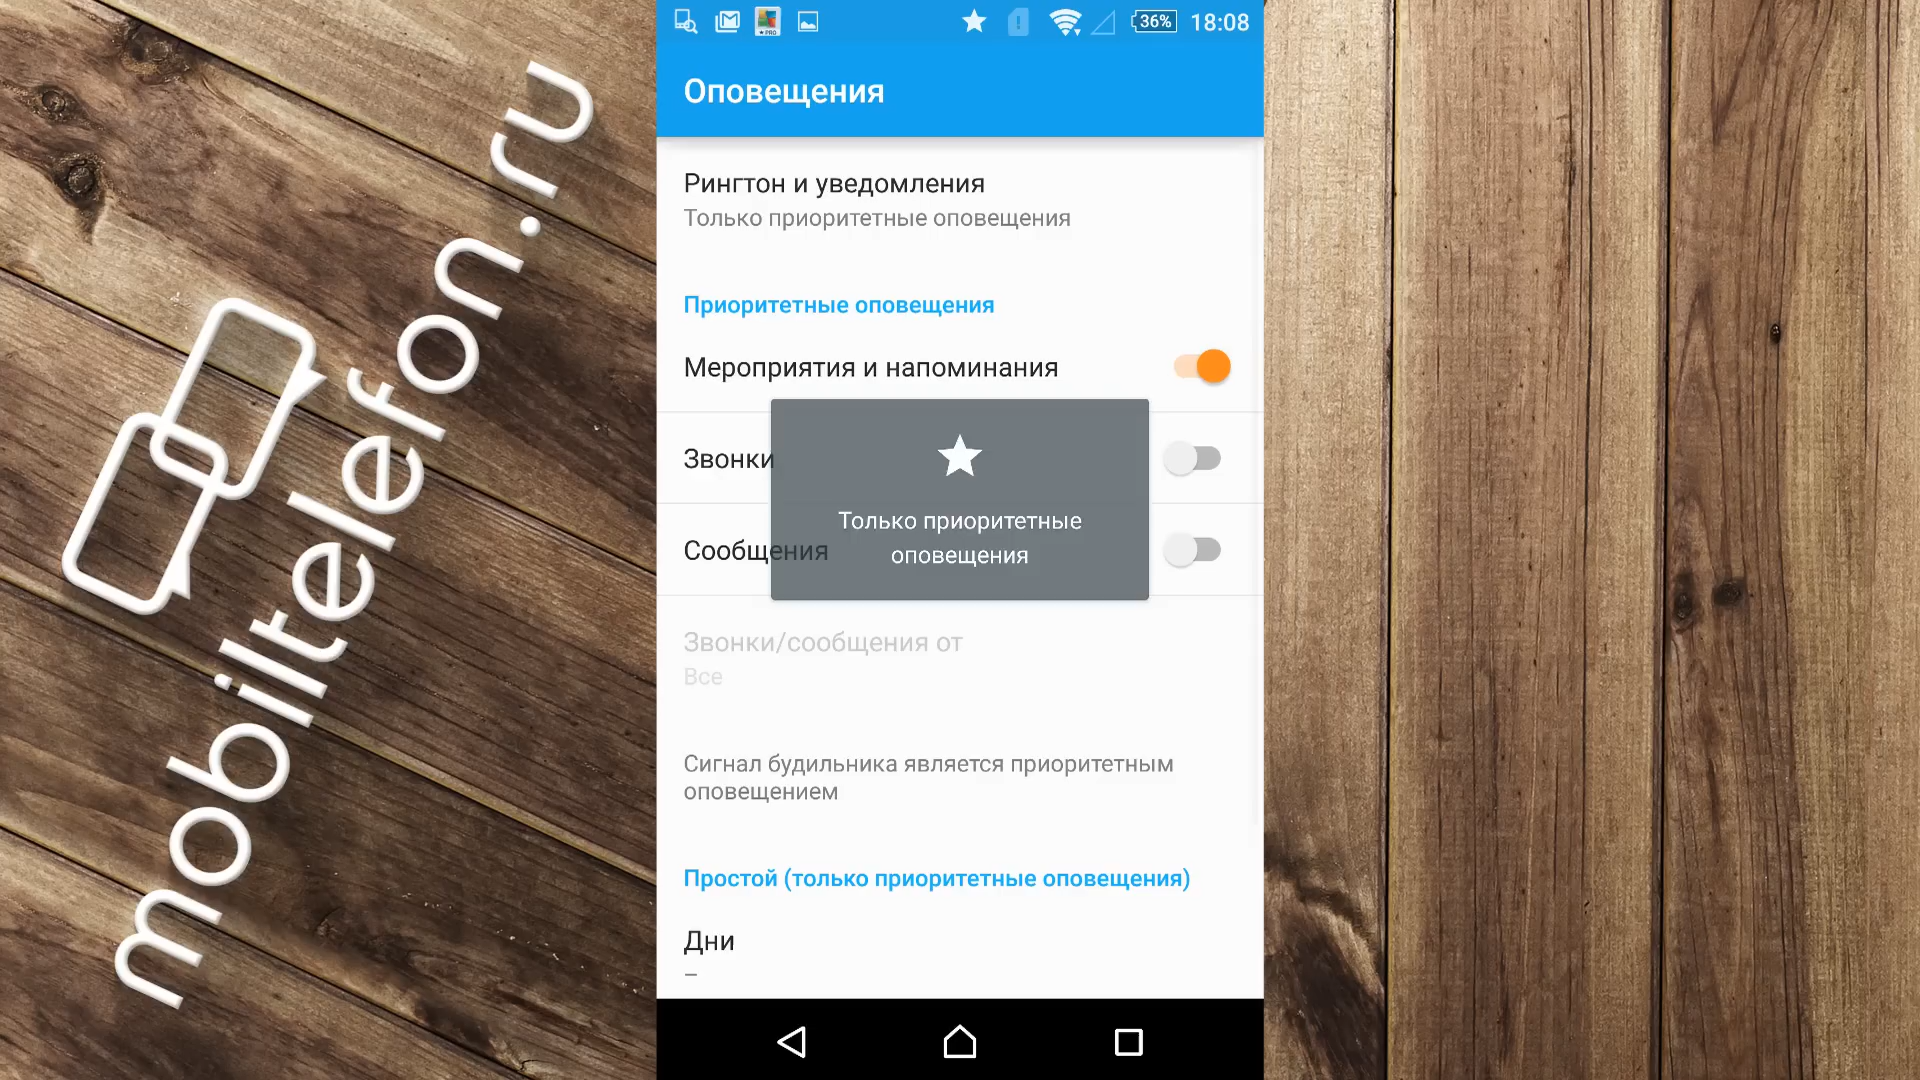 mobiltelefon.ru
36% 18:08
Оповещения
Рингтон и уведомления
Только приоритетные оповещения
Приоритетные оповещения
Мероприятия и напоминания
Звонки
Сообщения
Только приоритетные
оповещения
Звонки/сообщения от
Все
Сигнал будильника является приоритетным
оповещением
Простой (только приоритетные оповещения)
Дни
–